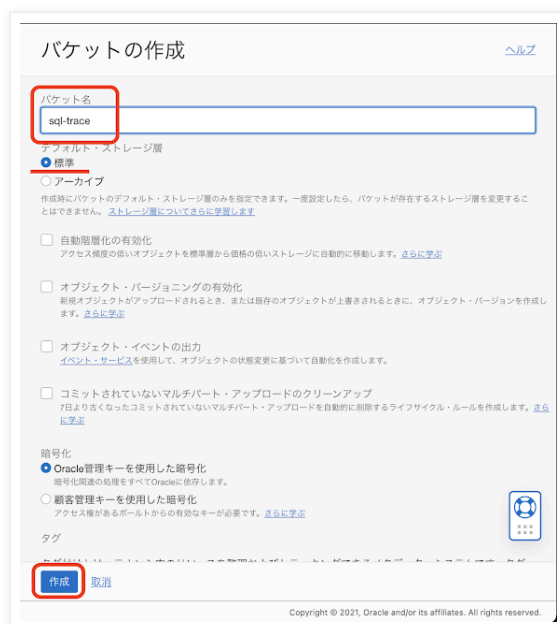 バケットの作成
ヘルプ
バケット名
sql-trace
デフォルト・ストレージ層
標準
アーカイブ
作成時にバケットのデフォルト・ストレージ層のみを指定できます。一度設定したら、バケットが存在するストレージ層を変更するこ
とはできません。 ストレージ層についてさらに学習します
自動階層化の有効化
アクセス頻度の低いオブジェクトを標準層から価格の低いストレージに自動的に移動します。さらに学ぶ
オブジェクト・バージョニングの有効化
新規オブジェクトがアップロードされるとき、または既存のオブジェクトが上書きされるときに、オブジェクト・バージョンを作成し
ます。さらに学ぶ
オブジェクト・イベントの出力
イベント・サービスを使用して、オブジェクトの状態変更に基づいて自動化を作成します。
コミットされていないマルチパート・アップロードのクリーンアップ
7日より古くなったコミットされていないマルチパート・アップロードを自動的に削除するライフサイクル・ルールを作成します。さら
に学ぶ
暗号化
Oracle管理キーを使用した暗号化
暗号化関連の処理をすべてOracleに依存します。
顧客管理キーを使用した暗号化
アクセス権があるボールトからの有効なキーが必要です。さらに学ぶ
タグ
作成
取消
Copyright © 2021, Oracle and/or its affiliates. All rights reserved.